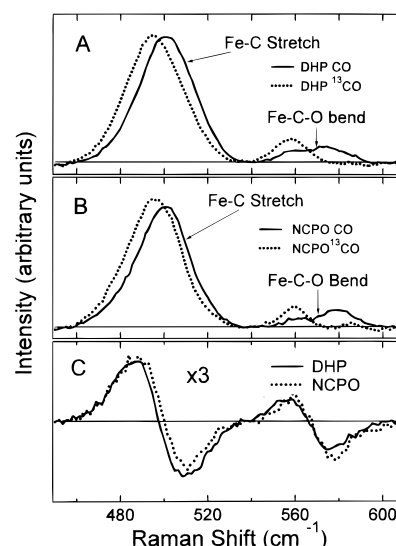 A
Fe-C Stretch
DHP CO
DHP ¹³CO
Fe-C-O bend
B
Fe-C Stretch
NCPO CO
NCPO¹³CO
Fe-C-O Bend
C
x3
DHP
NCPO
Intensity (arbitrary units)
480 520 560 600
Raman Shift (cm⁻¹)